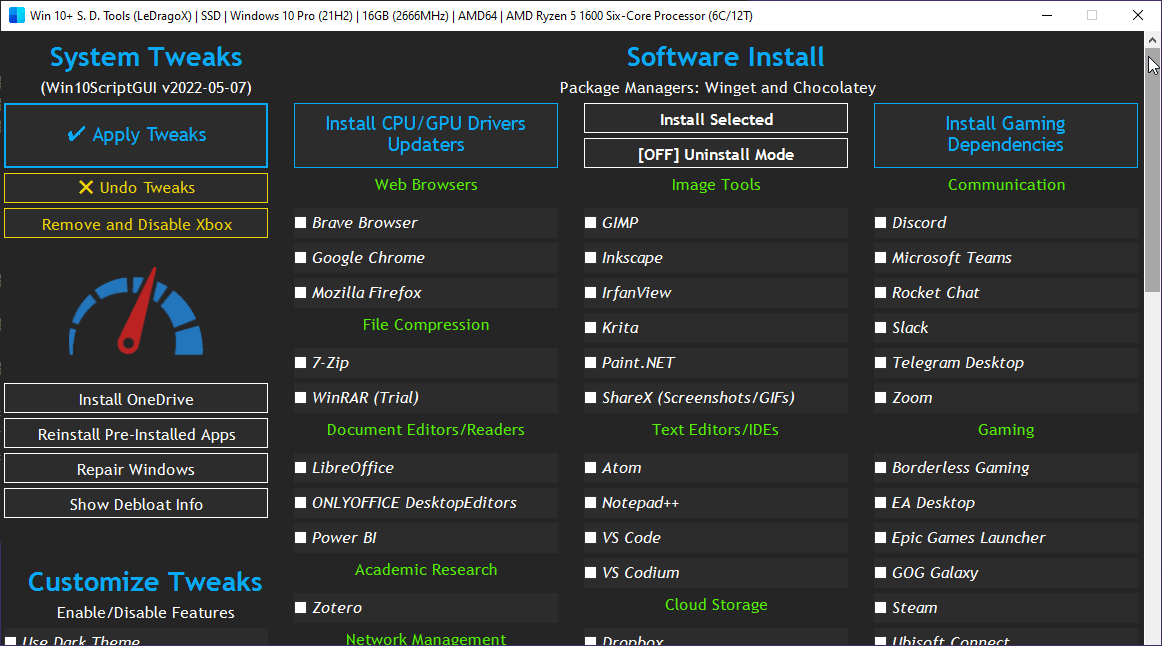 Win 10+ S. D. Tools (LeDragoX) | SSD | Windows 10 Pro (21H2) | 16GB (2666MHz) | AMD64 | AMD Ryzen 5 1600 Six-Core Processor (6C/12T)
System Tweaks
(Win10ScriptGUI v2022-05-07)
✔ Apply Tweaks
✕ Undo Tweaks
Remove and Disable Xbox
Install OneDrive
Reinstall Pre-Installed Apps
Repair Windows
Show Debloat Info
Customize Tweaks
Enable/Disable Features
Use Dark Theme
Software Install
Package Managers: Winget and Chocolatey
Install CPU/GPU Drivers
Updaters
Web Browsers
Brave Browser
Google Chrome
Mozilla Firefox
File Compression
7-Zip
WinRAR (Trial)
Document Editors/Readers
LibreOffice
ONLYOFFICE DesktopEditors
Power BI
Academic Research
Zotero
Network Management
Install Selected
[OFF] Uninstall Mode
Image Tools
GIMP
Inkscape
IrfanView
Krita
Paint.NET
ShareX (Screenshots/GIFs)
Text Editors/IDEs
Atom
Notepad++
VS Code
VS Codium
Cloud Storage
Dropbox
Install Gaming
Dependencies
Communication
Discord
Microsoft Teams
Rocket Chat
Slack
Telegram Desktop
Zoom
Gaming
Borderless Gaming
EA Desktop
Epic Games Launcher
GOG Galaxy
Steam
Ubisoft Connect